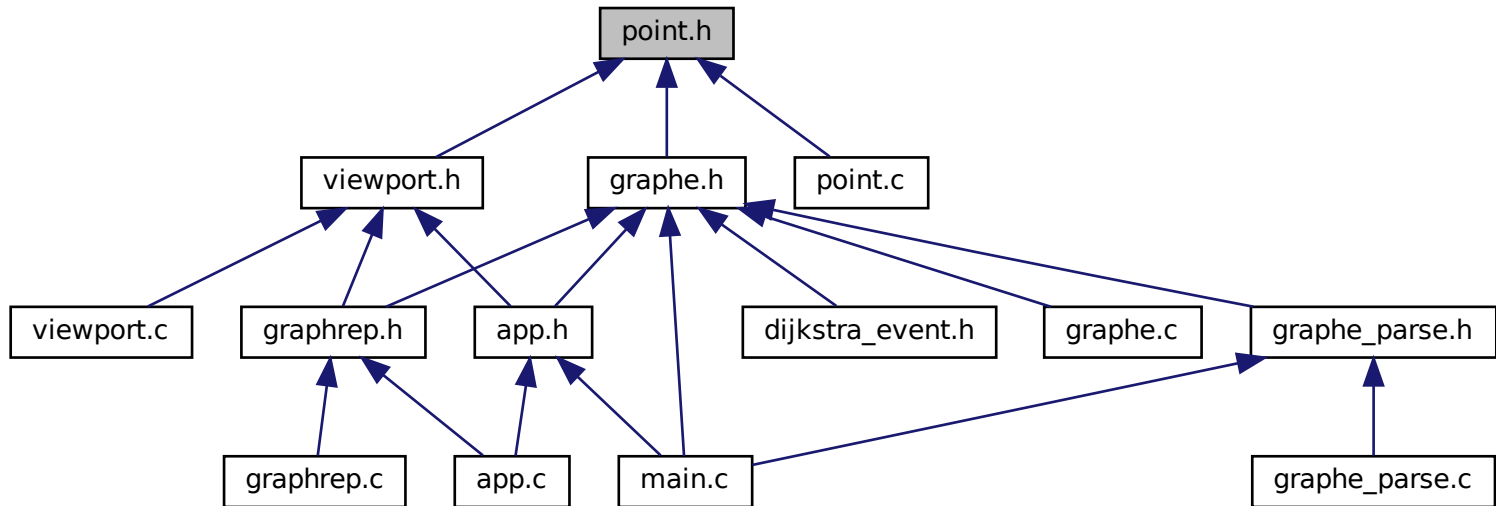 point.h
viewport.h
graphe.h
point.c
viewport.c
graphrep.h
app.h
dijkstra_event.h
graphe.c
graphe_parse.h
graphrep.c
app.c
main.c
graphe_parse.c